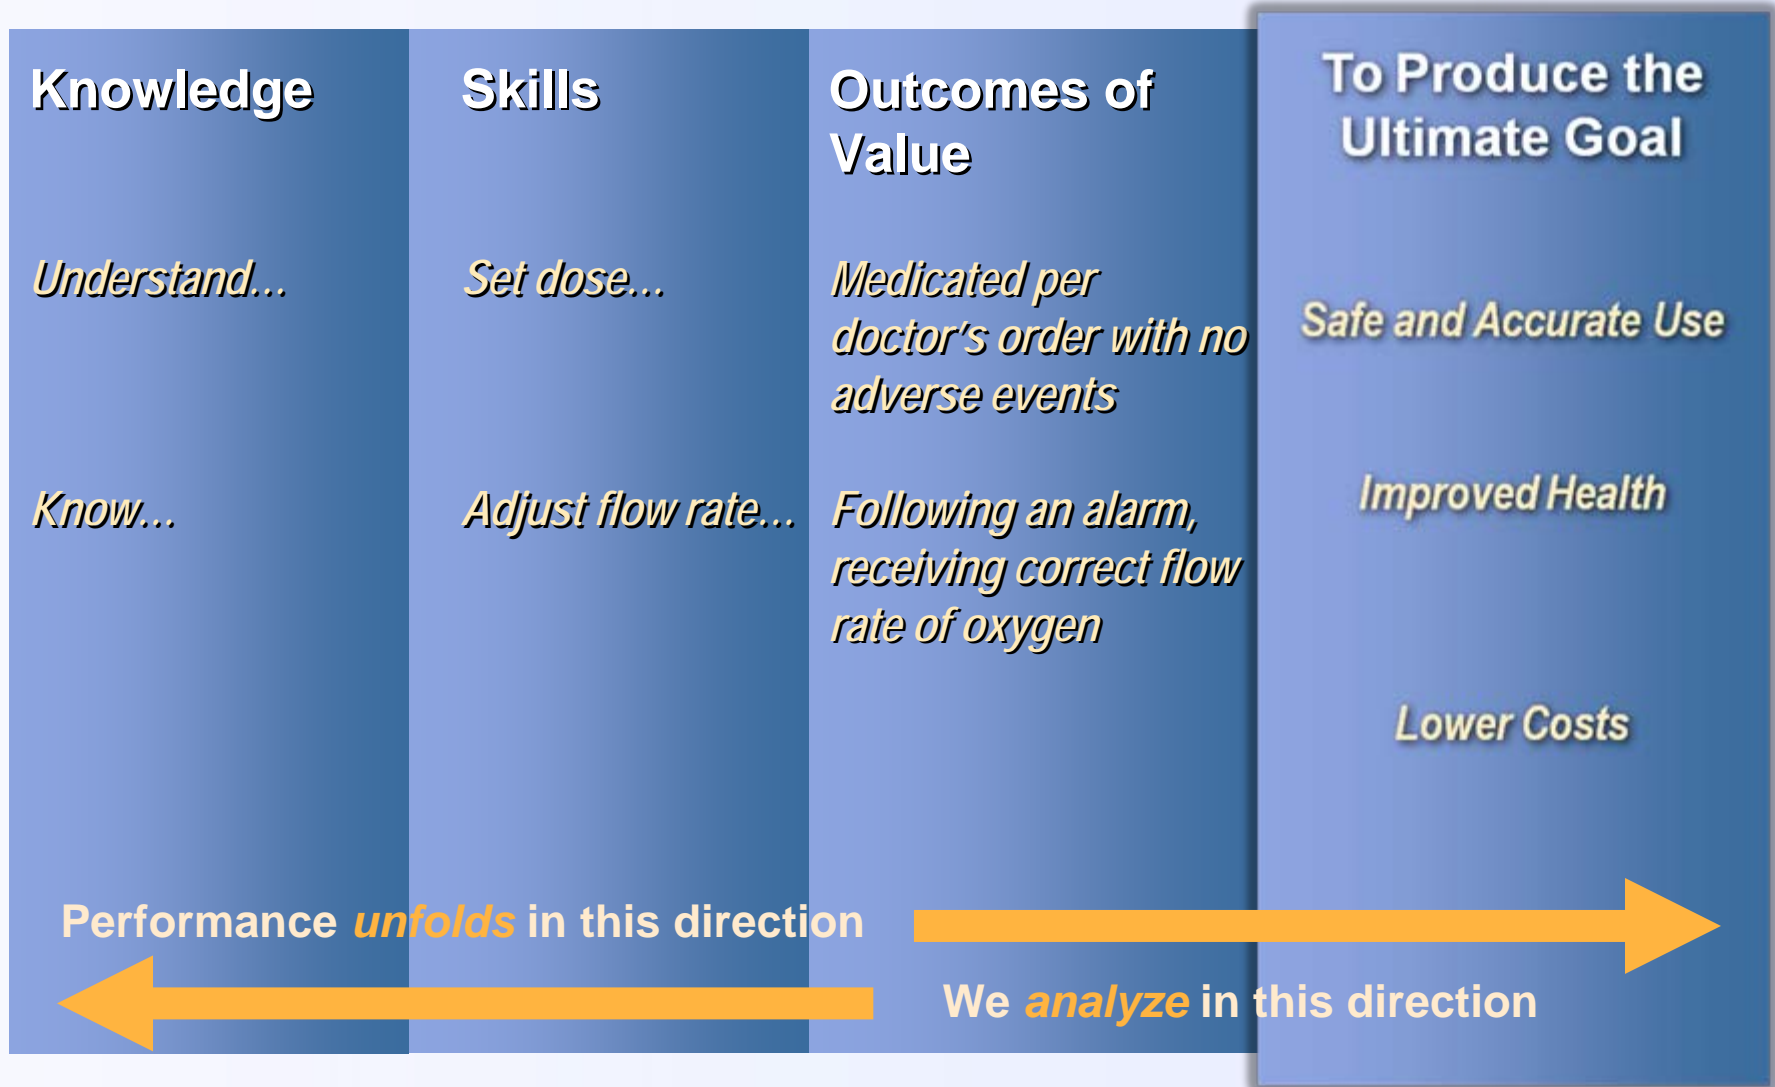 Knowledge
Understand...
Know...
Skills
Set dose...
Adjust flow rate...
Outcomes of
Value
Medicated per
doctor's order with no
adverse events
Following an alarm,
receiving correct flow
rate of oxygen
To Produce the
Ultimate Goal
Safe and Accurate Use
Improved Health
Lower Costs
Performance unfolds in this direction
We analyze in this direction